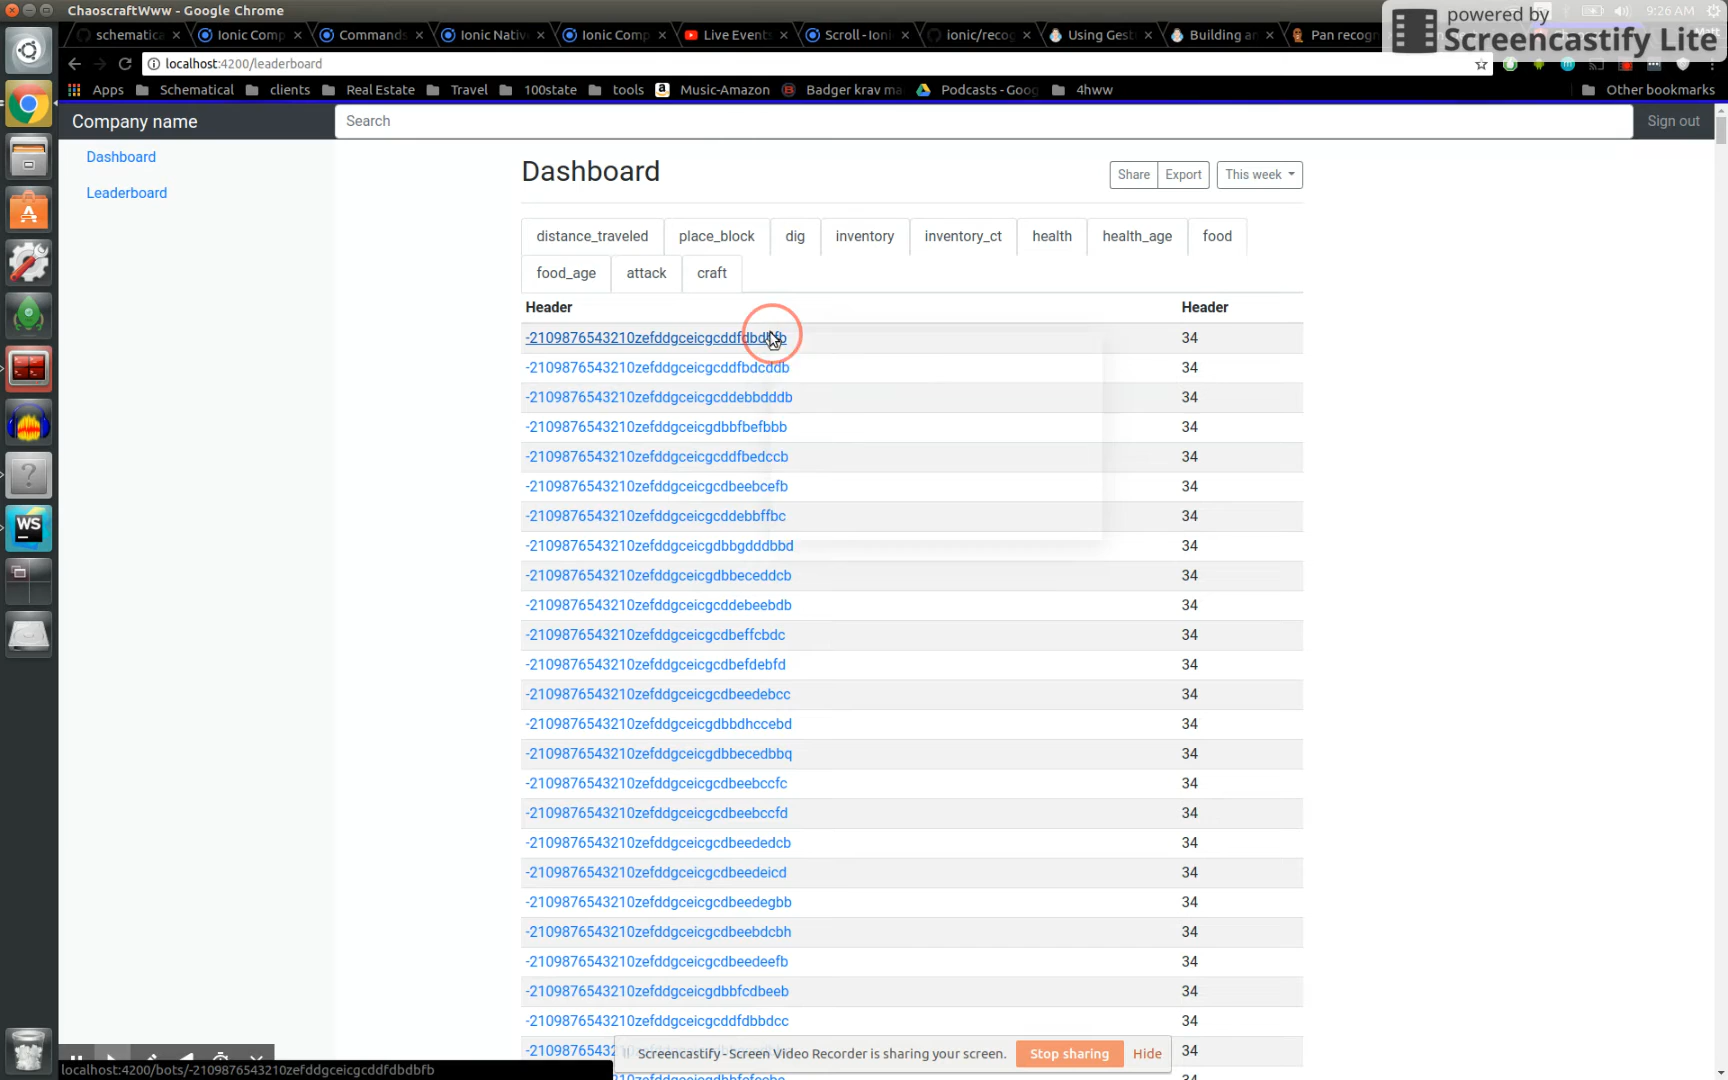 ChaoscraftWww - Google Chrome
9:26 AM
powered by
Screencastify Lite
schematica
Ionic Comp
Commands
Ionic Nativ
Ionic Comp
Live Event
Scroll - Ioni
ionic/recog
Using Gest
Building a
Pan recogn
localhost:4200/leaderboard
Apps
Schematical
clients
Real Estate
Travel
100state
tools
Music-Amazon
Badger krav ma
Podcasts - Goog
4hww
Other bookmarks
Company name
Search
Sign out
Dashboard
Leaderboard
Dashboard
Share
Export
This week
distance_traveled
place_block
dig
inventory
inventory_ct
health
health_age
food
food_age
attack
craft
Header Header
-2109876543210zefddgceicgcddfdbdbfb 34
-2109876543210zefddgceicgcddfbdcddb 34
-2109876543210zefddgceicgcddebbdddb 34
-2109876543210zefddgceicgdbbfbefbbb 34
-2109876543210zefddgceicgcddfbedccb 34
-2109876543210zefddgceicgcdbeebcefb 34
-2109876543210zefddgceicgcddebbffbc 34
-2109876543210zefddgceicgdbbgdddbbd 34
-2109876543210zefddgceicgdbbeceddcb 34
-2109876543210zefddgceicgcddebeebdb 34
-2109876543210zefddgceicgcdbeffcbdc 34
-2109876543210zefddgceicgcdbefdebfd 34
-2109876543210zefddgceicgcdbeedebcc 34
-2109876543210zefddgceicgdbbdhccebd 34
-2109876543210zefddgceicgdbbecedbbq 34
-2109876543210zefddgceicgcdbeebccfc 34
-2109876543210zefddgceicgcdbeebccfd 34
-2109876543210zefddgceicgcdbeededcb 34
-2109876543210zefddgceicgcdbeedeicd 34
-2109876543210zefddgceicgcdbeedegbb 34
-2109876543210zefddgceicgcdbeebdcbh 34
-2109876543210zefddgceicgcdbeedeefb 34
-2109876543210zefddgceicgdbbfcdbeeb 34
-2109876543210zefddgceicgcddfdbbdcc 34
34
Screencastify - Screen Video Recorder is sharing your screen.
Stop sharing
Hide
localhost:4200/bots/-2109876543210zefddgceicgcddfdbdbfb
WS